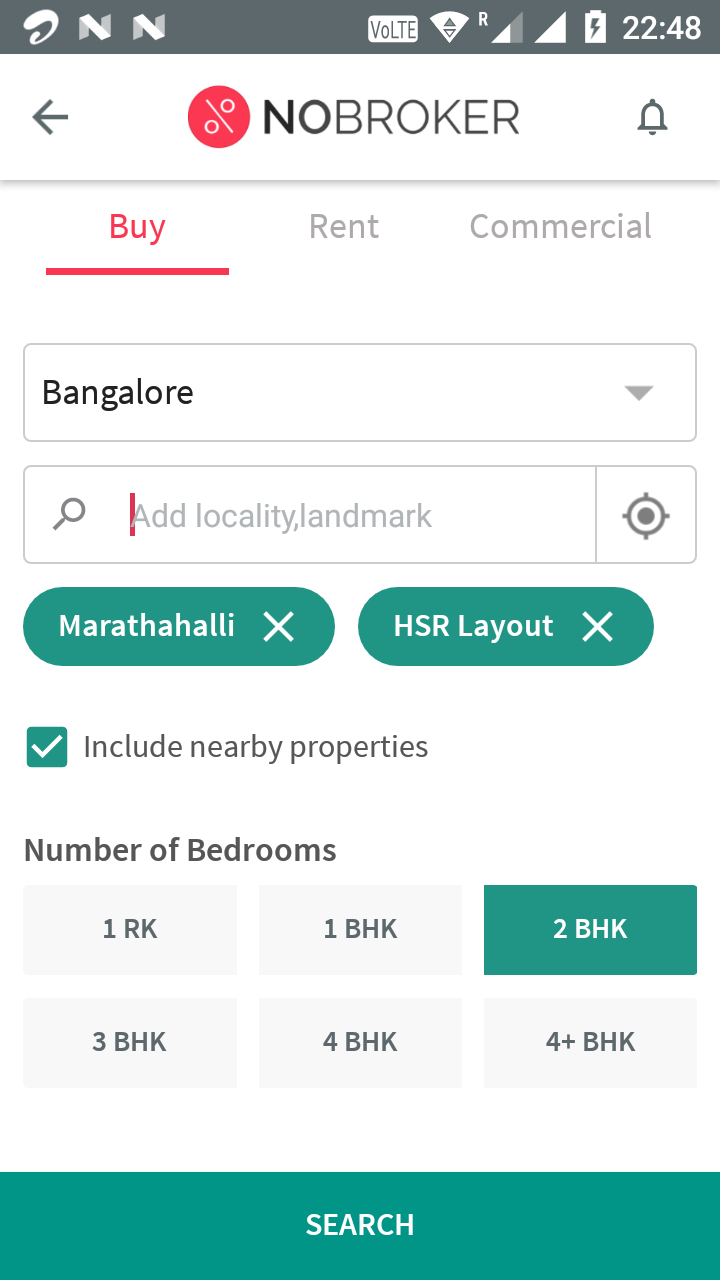 VoLTE R 22:48
NOBROKER
Buy Rent Commercial
Bangalore
Add locality,landmark
Marathahalli HSR Layout
Include nearby properties
Number of Bedrooms
1 RK 1 BHK 2 BHK
3 BHK 4 BHK 4+ BHK
SEARCH